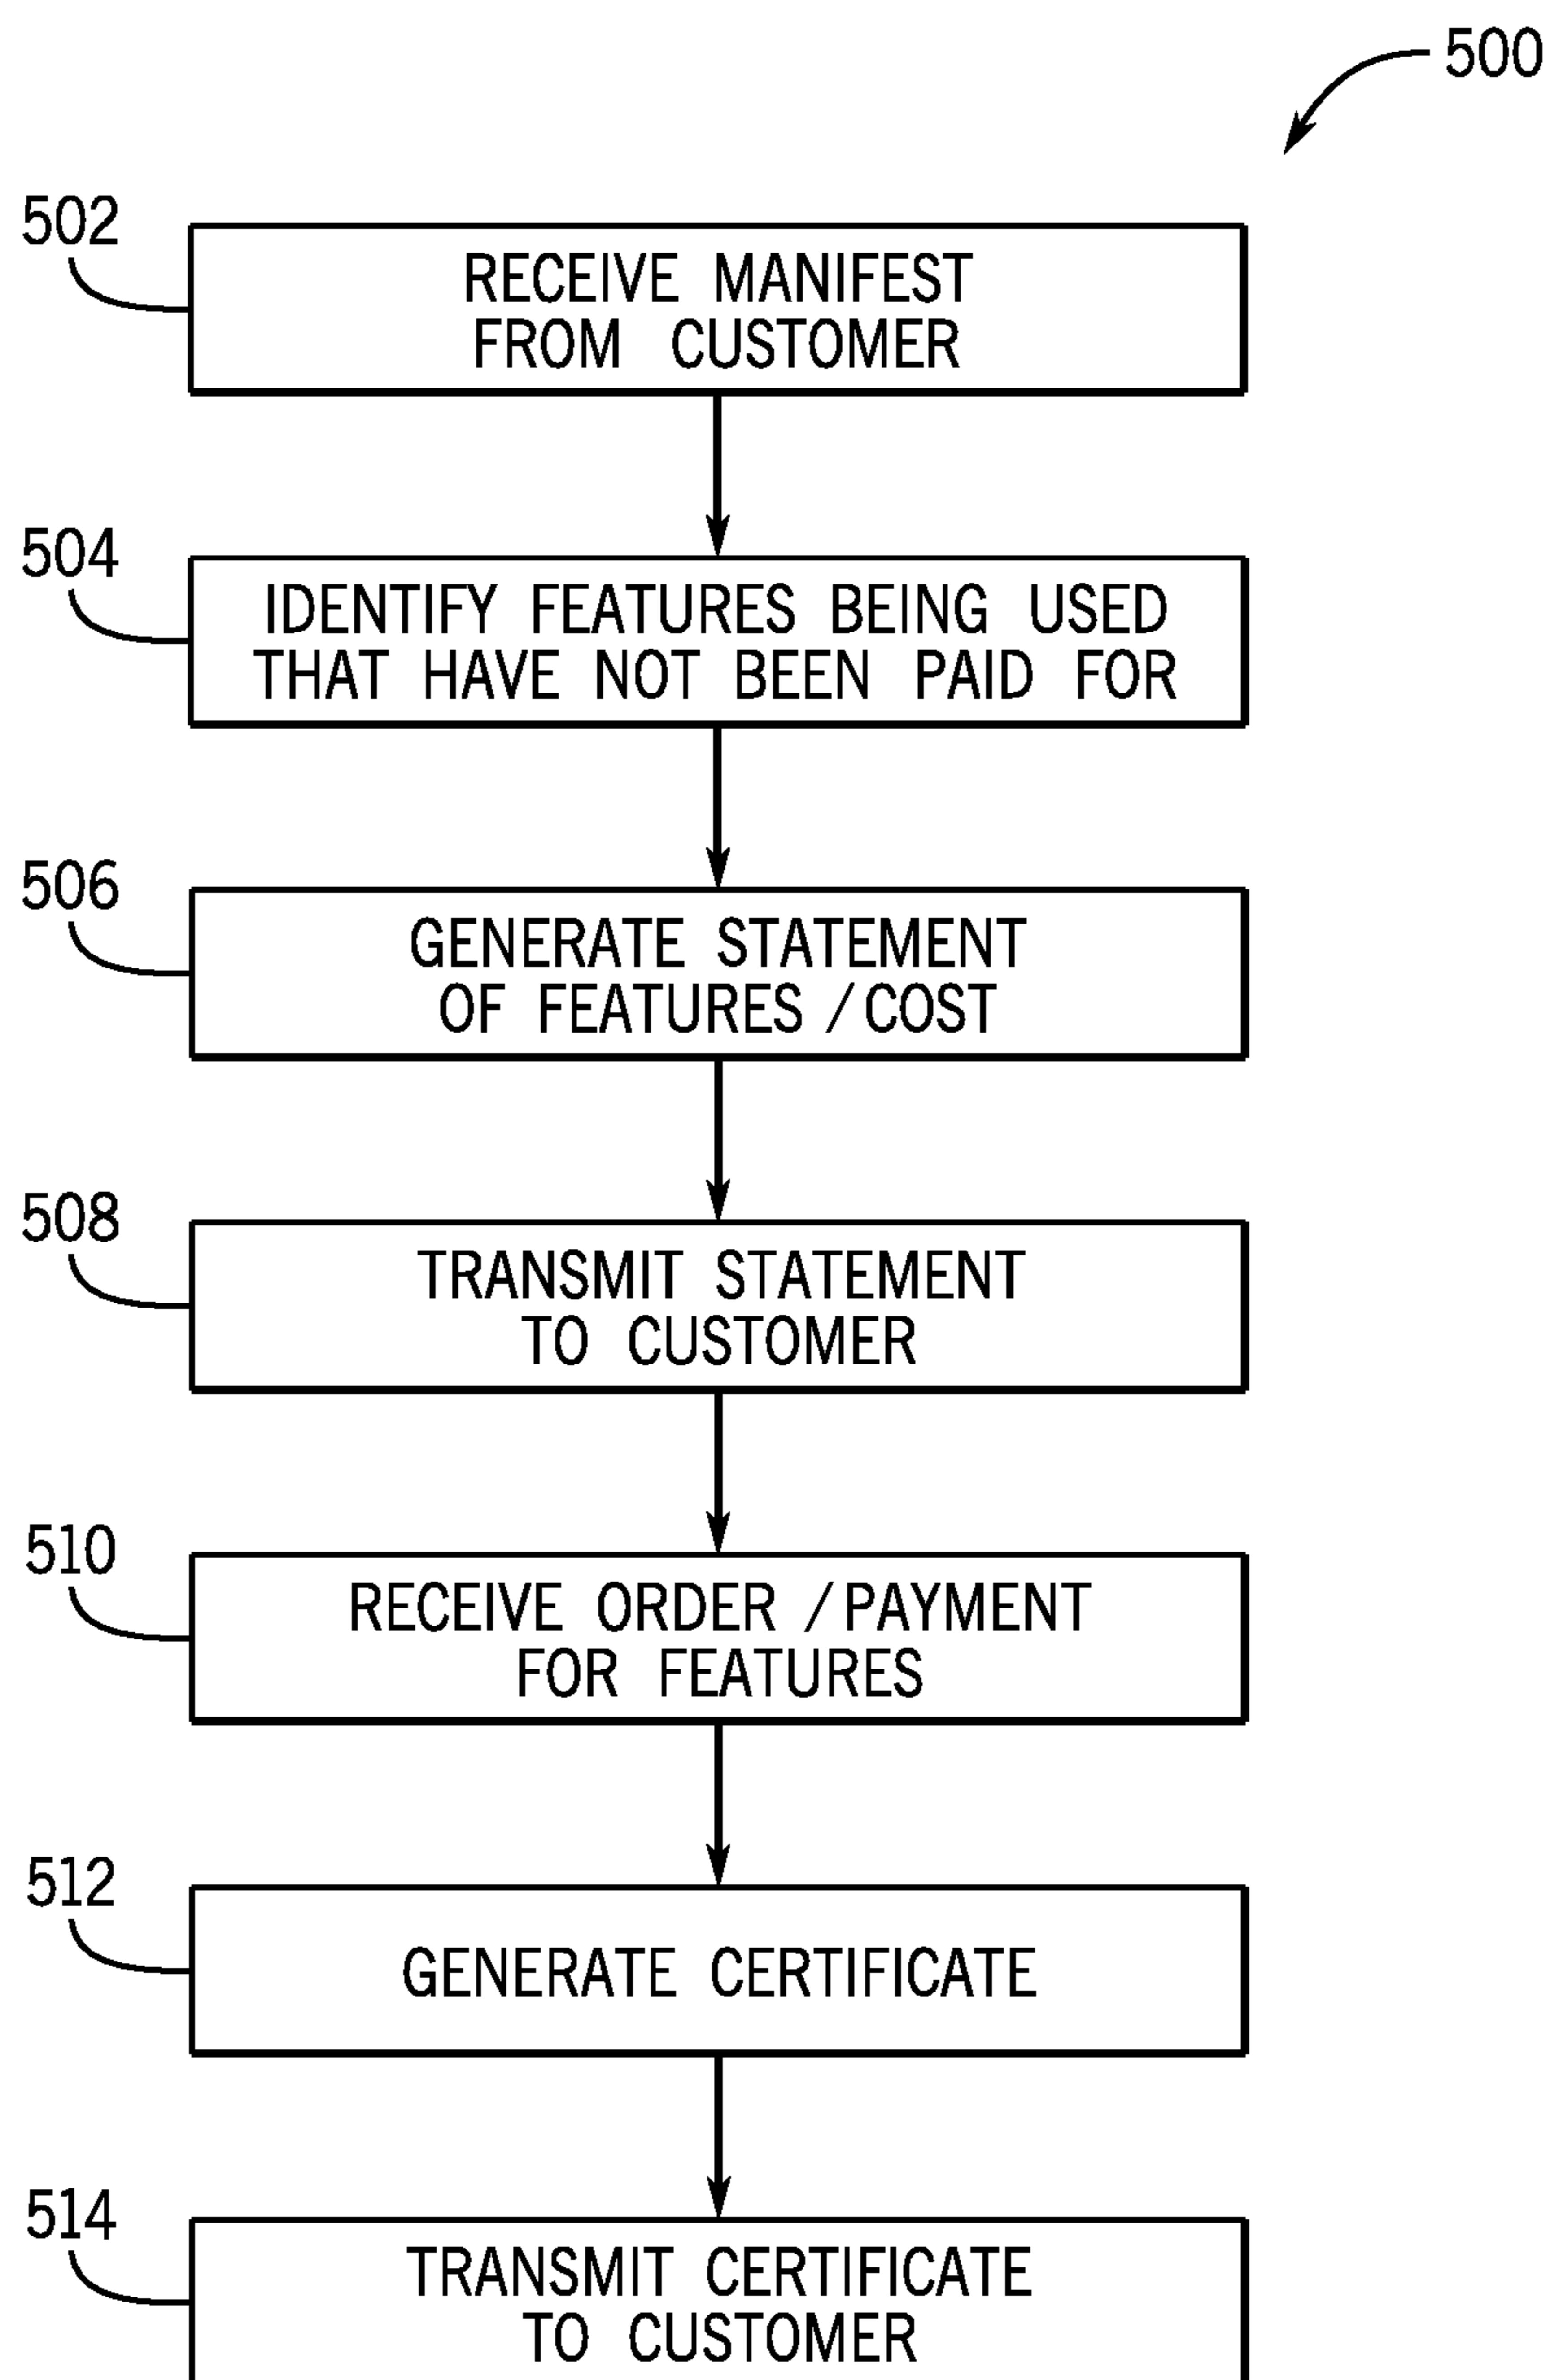 500
502
RECEIVE MANIFEST
FROM CUSTOMER
504
IDENTIFY FEATURES BEING USED
THAT HAVE NOT BEEN PAID FOR
506
GENERATE STATEMENT
OF FEATURES /COST
508
TRANSMIT STATEMENT
TO CUSTOMER
510
RECEIVE ORDER /PAYMENT
FOR FEATURES
512
GENERATE CERTIFICATE
514
TRANSMIT CERTIFICATE
TO CUSTOMER